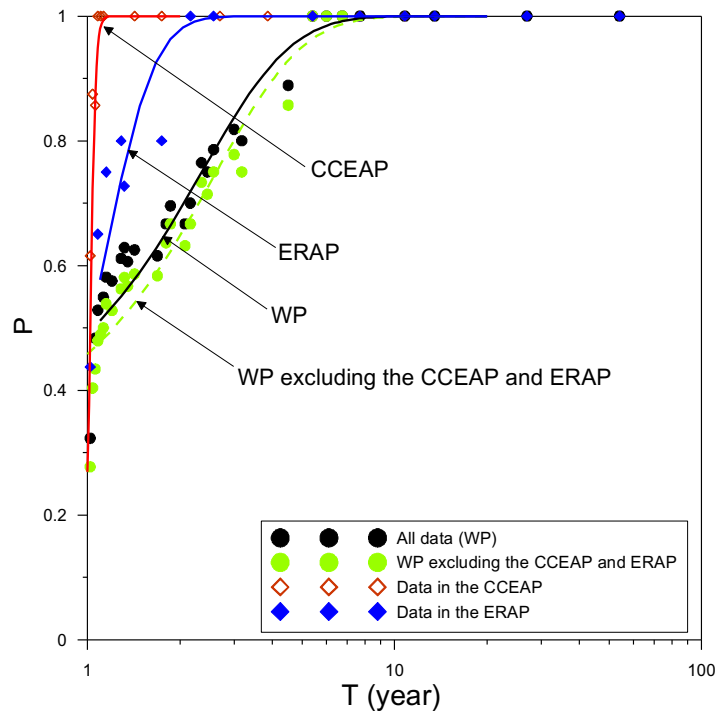 1
0.8
0.6
0.4
0.2
0
P
CCEAP
ERAP
WP
WP excluding the CCEAP and ERAP
All data (WP)
WP excluding the CCEAP and ERAP
Data in the CCEAP
Data in the ERAP
1
10
100
T (year)